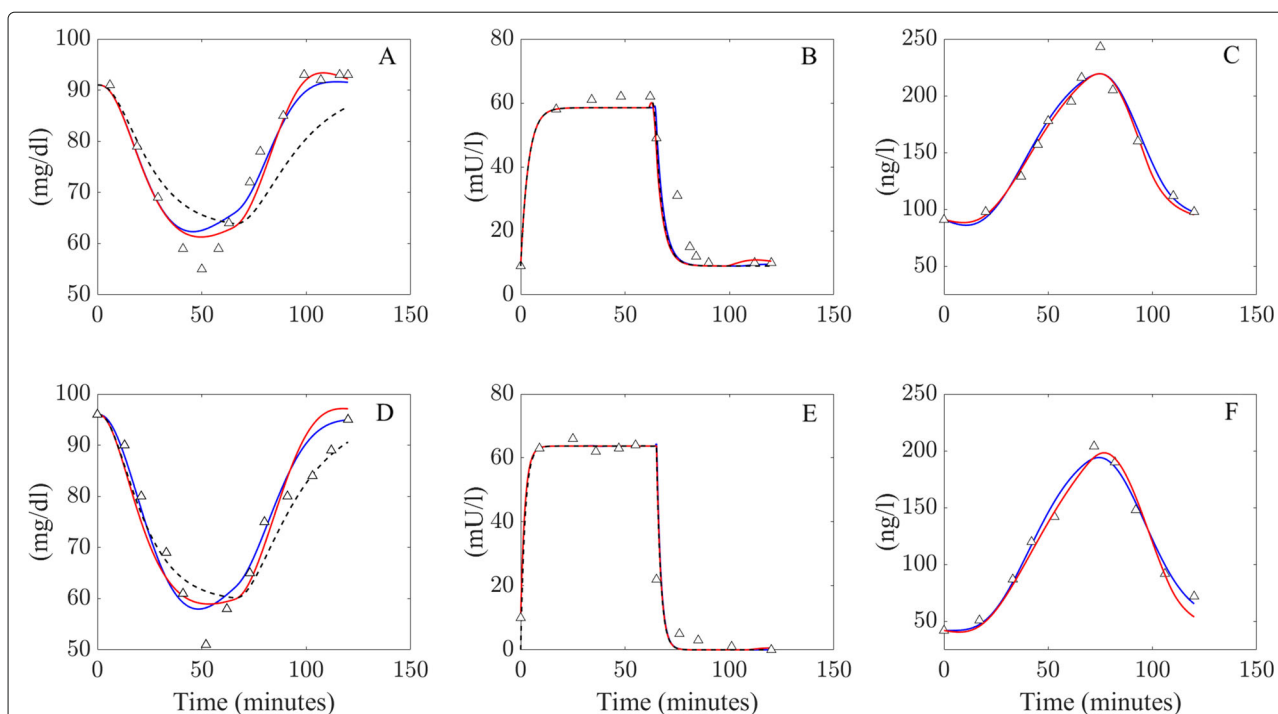 100 A 80 B 250 C
90 60 200
80 40 150
70 20 100
60 0 50
50
(mg/dl) (mU/l) (ng/l)
0 50 100 150 0 50 100 150 0 50 100 150
100 D 80 E 250 F
90 60 200
80 40 150
70 20 100
60 0 50
50
(mg/dl) (mU/l) (ng/l)
0 50 100 150 0 50 100 150 0 50 100 150
Time (minutes) Time (minutes) Time (minutes)